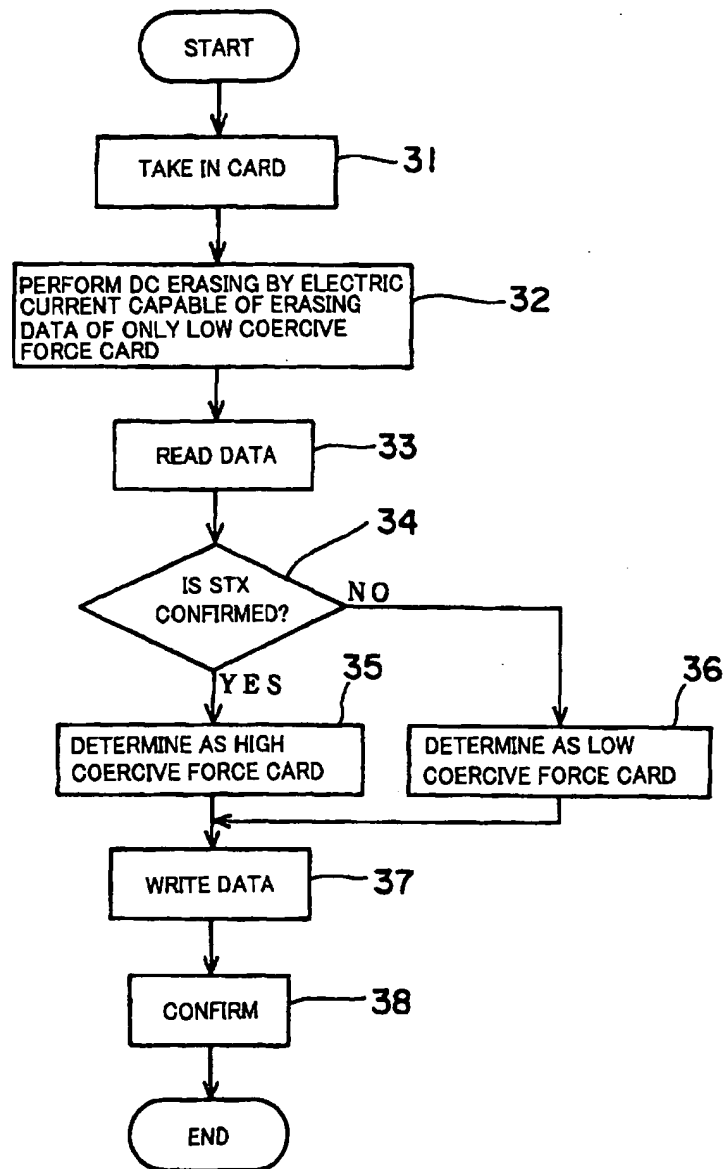 START
TAKE IN CARD
31
PERFORM DC ERASING BY ELECTRIC
CURRENT CAPABLE OF ERASING
DATA OF ONLY LOW COERCIVE
FORCE CARD
32
READ DATA
33
34
IS STX
CONFIRMED?
NO
YES
35
36
DETERMINE AS HIGH
COERCIVE FORCE CARD
DETERMINE AS LOW
COERCIVE FORCE CARD
WRITE DATA
37
CONFIRM
38
END